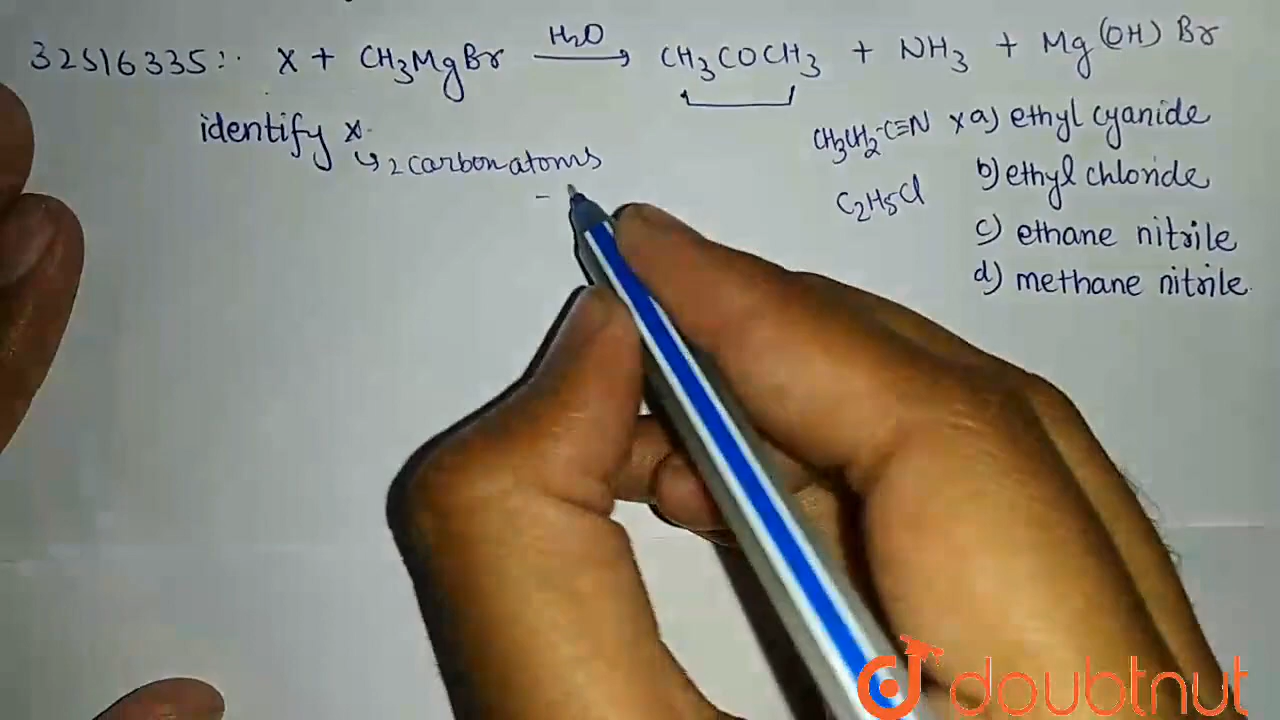 32516335:. X + CH3MgBr H2O → CH3COCH3 + NH3 + Mg(OH)Br
identify x.
↳ 2 carbon atoms
-
CH3CH2-C≡N x a) ethyl cyanide
C2H5Cl b) ethyl chloride
c) ethane nitrile
d) methane nitrile.
doubtnut